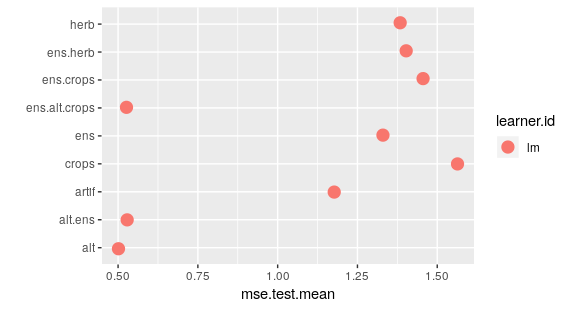 herb
ens.herb
ens.crops
ens.alt.crops
ens
crops
artif
alt.ens
alt
0.50 0.75 1.00 1.25 1.50
mse.test.mean
learner.id
lm